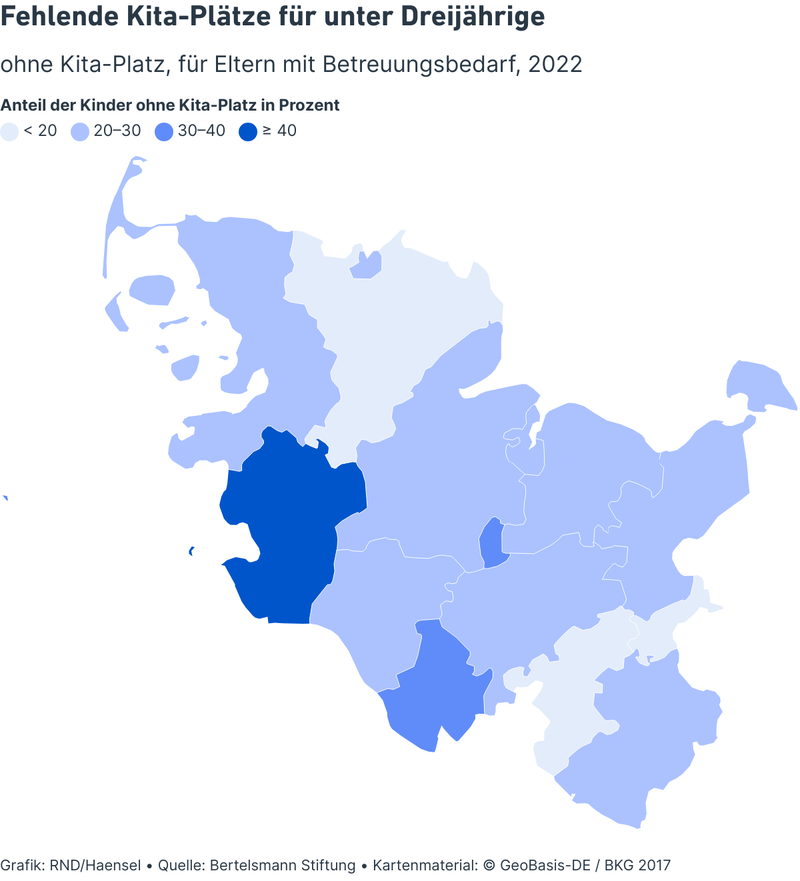 Fehlende Kita-Plätze für unter Dreijährige
ohne Kita-Platz, für Eltern mit Betreuungsbedarf, 2022
Anteil der Kinder ohne Kita-Platz in Prozent
< 20 20–30 30–40 ≥ 40
Grafik: RND/Haensel • Quelle: Bertelsmann Stiftung • Kartenmaterial: © GeoBasis-DE / BKG 2017